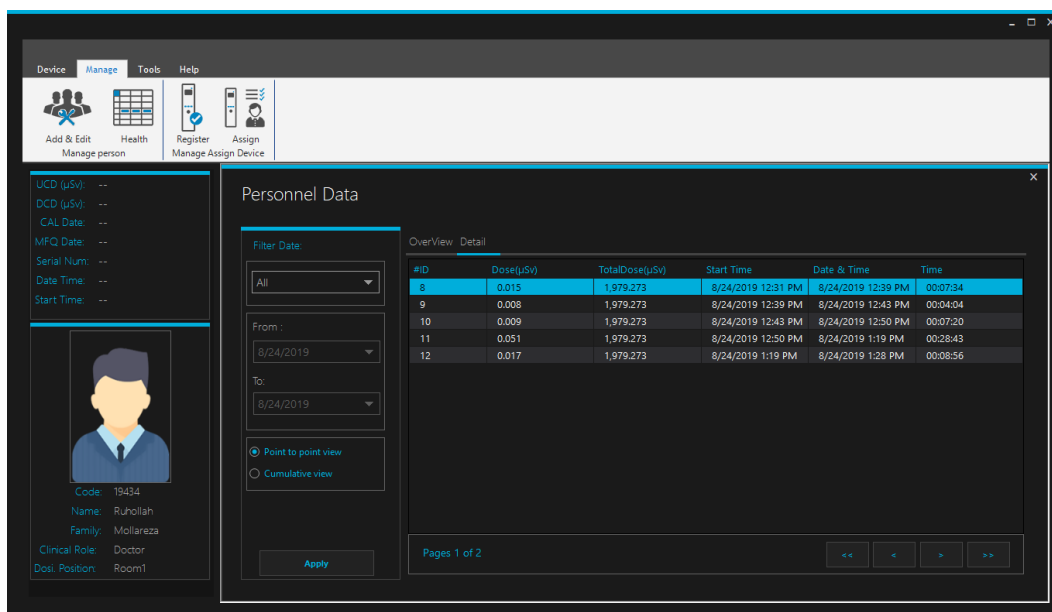 Device Manage Tools Help
Add & Edit Health Register Assign
Manage person Manage Assign Device
UCD (µSv): --
DCD (µSv): --
CAL Date: --
MFQ Date: --
Serial Num: --
Date Time: --
Start Time: --
Code: 19434
Name: Ruhollah
Family: Mollareza
Clinical Role: Doctor
Dosi. Position: Room1
Personnel Data
Filter Date:
All
From :
8/24/2019
To:
8/24/2019
Point to point view
Cumulative view
Apply
OverView Detail
#ID Dose(µSv) TotalDose(µSv) Start Time Date & Time Time
8 0.015 1,979.273 8/24/2019 12:31 PM 8/24/2019 12:39 PM 00:07:34
9 0.008 1,979.273 8/24/2019 12:39 PM 8/24/2019 12:43 PM 00:04:04
10 0.009 1,979.273 8/24/2019 12:43 PM 8/24/2019 12:50 PM 00:07:20
11 0.051 1,979.273 8/24/2019 12:50 PM 8/24/2019 1:19 PM 00:28:43
12 0.017 1,979.273 8/24/2019 1:19 PM 8/24/2019 1:28 PM 00:08:56
Pages 1 of 2 << < > >>